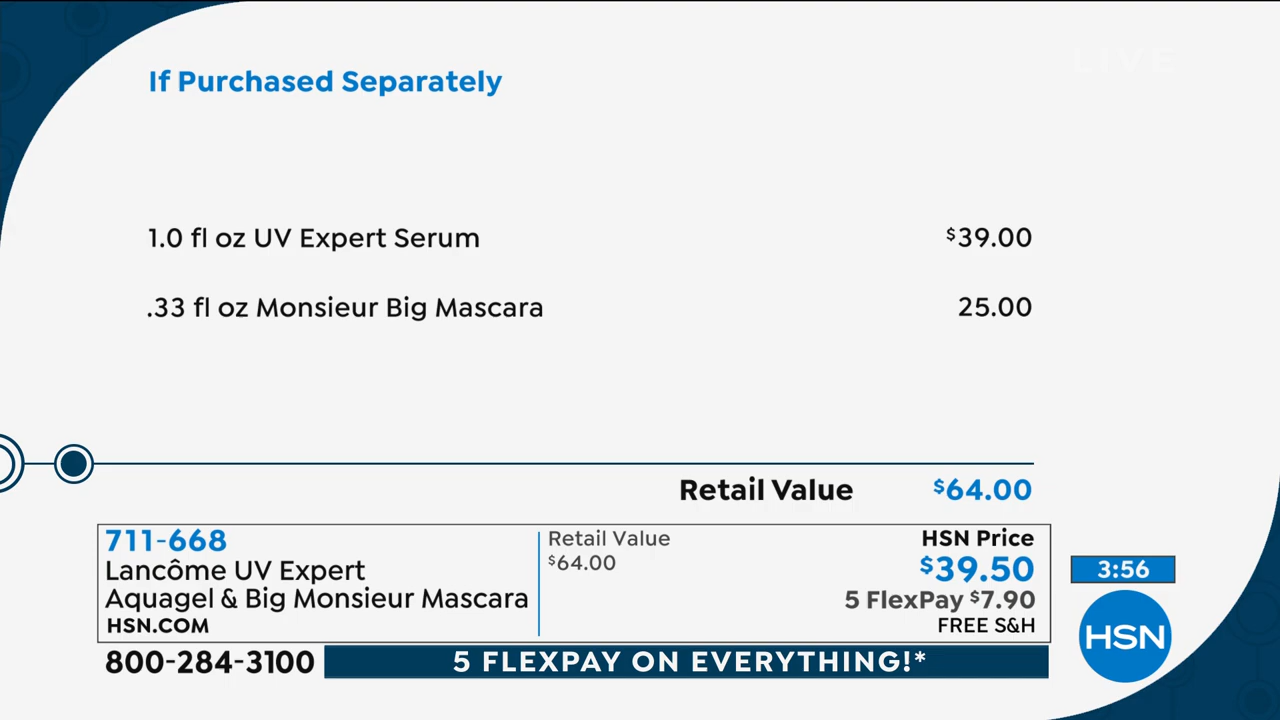 LIVE
If Purchased Separately
1.0 fl oz UV Expert Serum $39.00
.33 fl oz Monsieur Big Mascara 25.00
Retail Value $64.00
711-668
Lancôme UV Expert
Aquagel & Big Monsieur Mascara
HSN.COM
Retail Value
$64.00
HSN Price
$39.50
5 FlexPay $7.90
FREE S&H
3:56
HSN
800-284-3100
5 FLEXPAY ON EVERYTHING!*